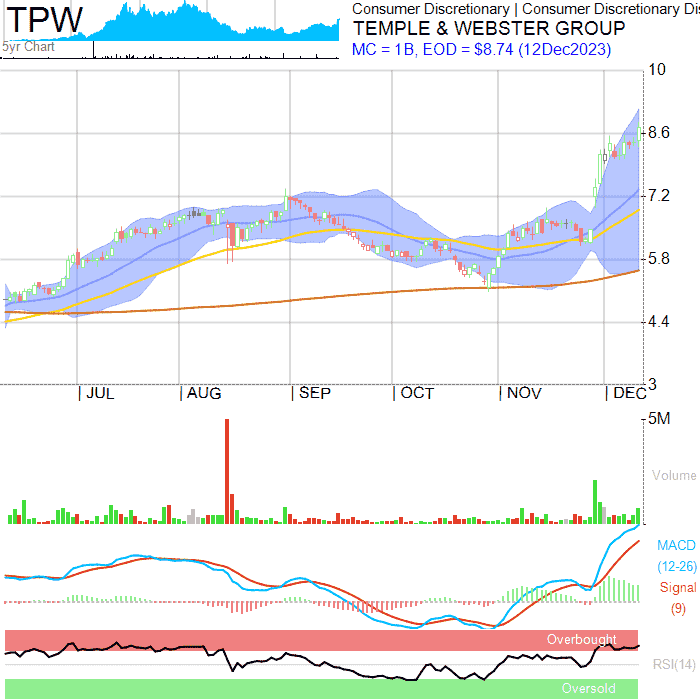 TPW
5yr Chart
Consumer Discretionary | Consumer Discretionary Dis
TEMPLE & WEBSTER GROUP
MC = 1B, EOD = $8.74 (12Dec2023)
10
8.6
7.2
5.8
4.4
3
| JUL | AUG | SEP | OCT | NOV | DEC
5M
Volume
MACD
(12-26)
Signal
(9)
Overbought
RSI(14)
Oversold